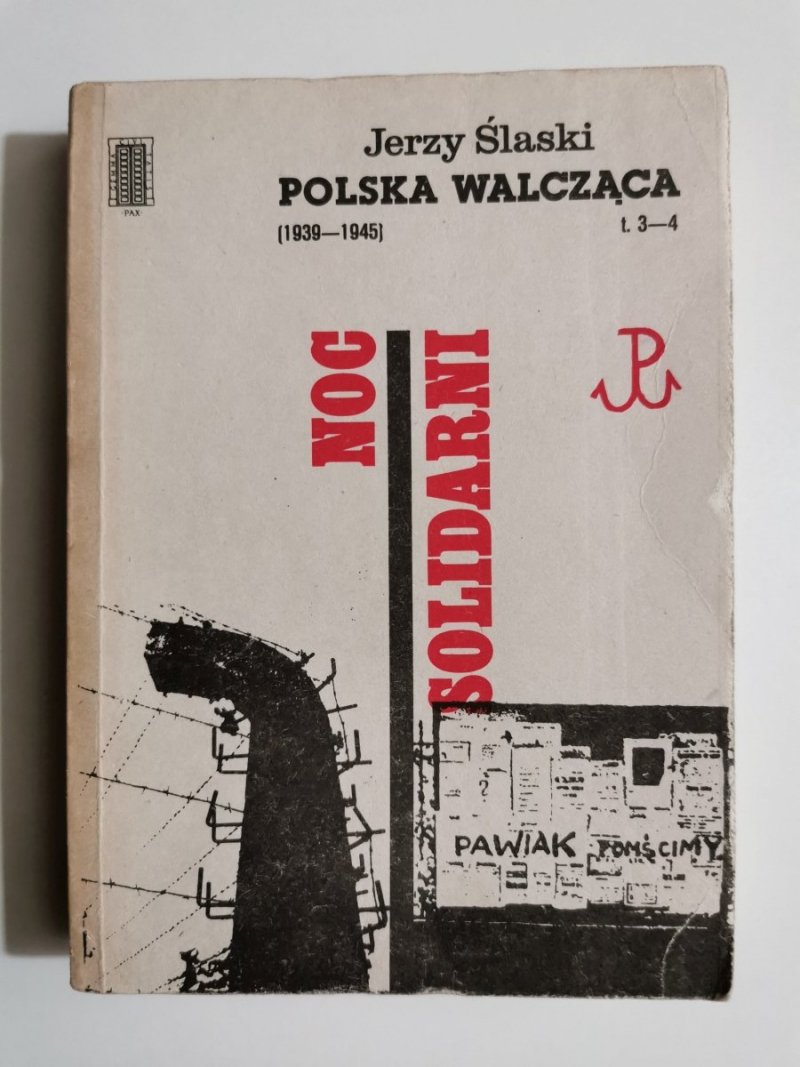 Jerzy Ślaski
POLSKA WALCZĄCA
(1939—1945)
t. 3—4
PAX
NOC
SOLIDARNI
PAWIAK POMŚCIMY